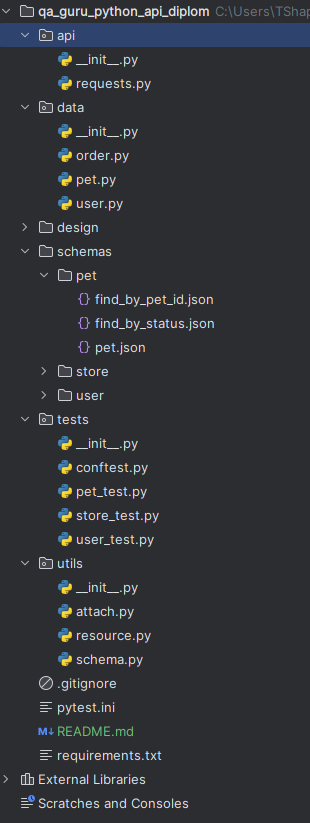 qa_guru_python_api_diplom C:\Users\TShap
api
__init__.py
requests.py
data
__init__.py
order.py
pet.py
user.py
design
schemas
pet
find_by_pet_id.json
find_by_status.json
pet.json
store
user
tests
__init__.py
conftest.py
pet_test.py
store_test.py
user_test.py
utils
__init__.py
attach.py
resource.py
schema.py
.gitignore
pytest.ini
M↓ README.md
requirements.txt
External Libraries
Scratches and Consoles